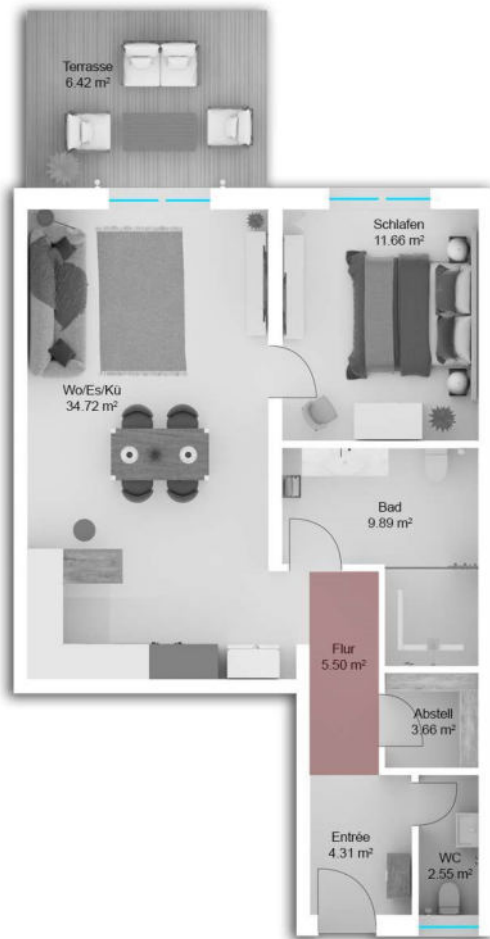 Terrasse
6.42 m²
Schlafen
11.66 m²
Wo/Es/Kü
34.72 m²
Bad
9.89 m²
Flur
5.50 m²
Abstell
3.66 m²
Entrée
4.31 m²
WC
2.55 m²